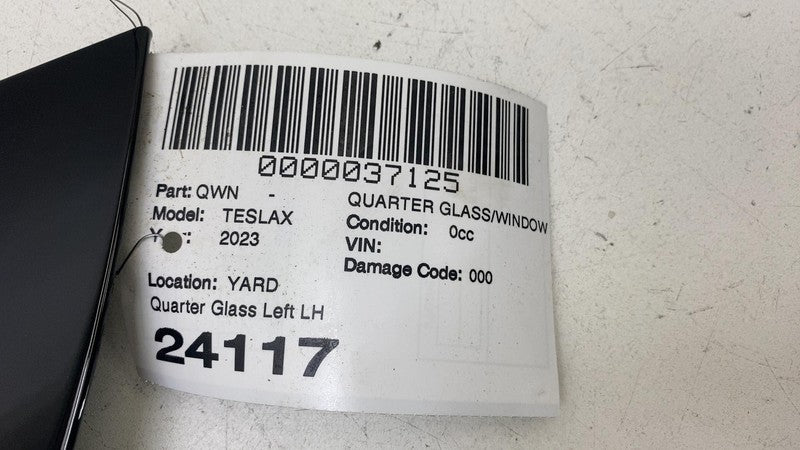 0000037125
Part: QWN - QUARTER GLASS/WINDOW
Model: TESLAX Condition: 0cc
2023 VIN:
Damage Code: 000
Location: YARD
Quarter Glass Left LH
24117